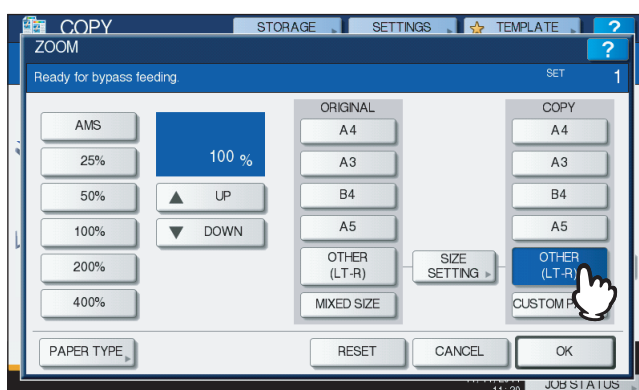 COPY
STORAGE
SETTINGS
TEMPLATE
?
ZOOM
?
Ready for bypass feeding.
SET 1
ORIGINAL
COPY
AMS
25%
50%
100%
200%
400%
100 %
UP
DOWN
A4
A3
B4
A5
OTHER
(LT-R)
MIXED SIZE
SIZE
SETTING
A4
A3
B4
A5
OTHER
(LT-R)
CUSTOM
PAPER TYPE
RESET
CANCEL
OK
JOB STATUS